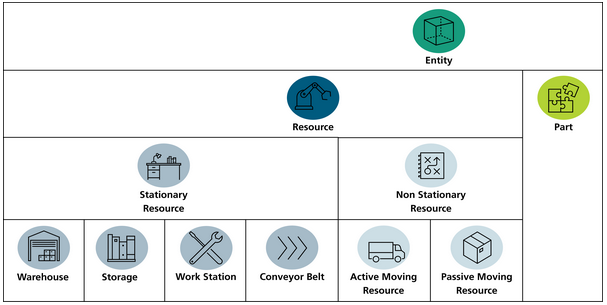 Entity
Resource
Part
Stationary
Resource
Non Stationary
Resource
Warehouse
Storage
Work Station
Conveyor Belt
Active Moving
Resource
Passive Moving
Resource